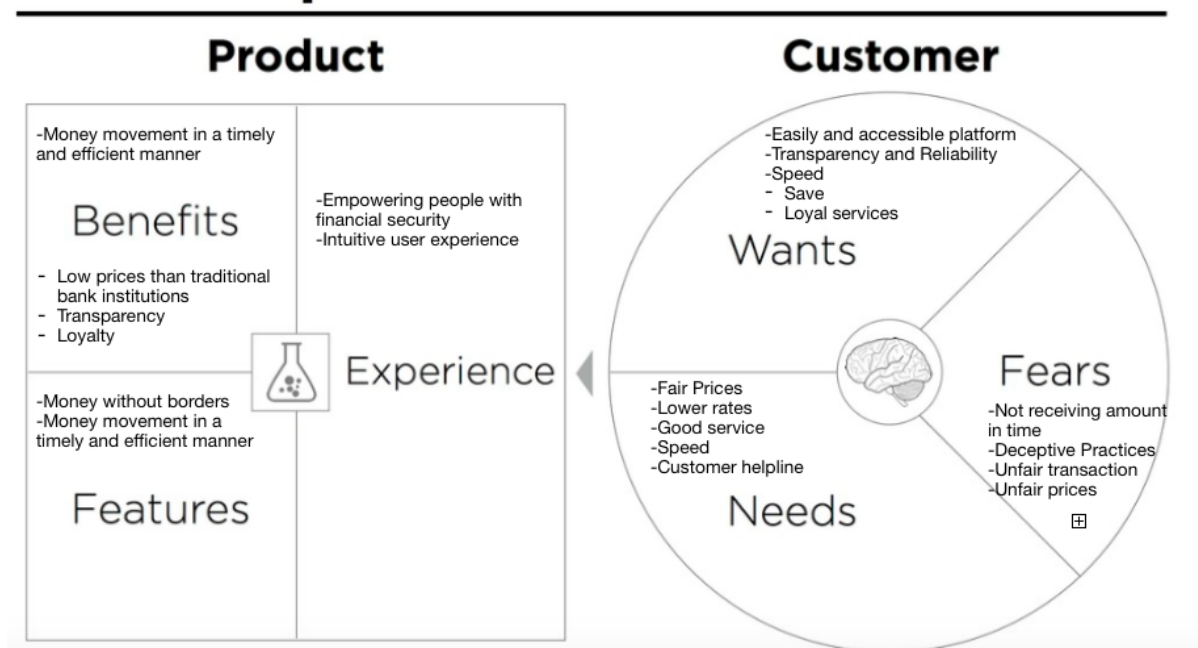 Product
Customer
-Money movement in a timely
and efficient manner
Benefits
- Low prices than traditional
bank institutions
- Transparency
- Loyalty
-Empowering people with
financial security
-Intuitive user experience
Experience
-Money without borders
-Money movement in a
timely and efficient manner
Features
-Easily and accessible platform
-Transparency and Reliability
-Speed
- Save
- Loyal services
Wants
Fears
-Not receiving amount
in time
-Deceptive Practices
-Unfair transaction
-Unfair prices
-Fair Prices
-Lower rates
-Good service
-Speed
-Customer helpline
Needs